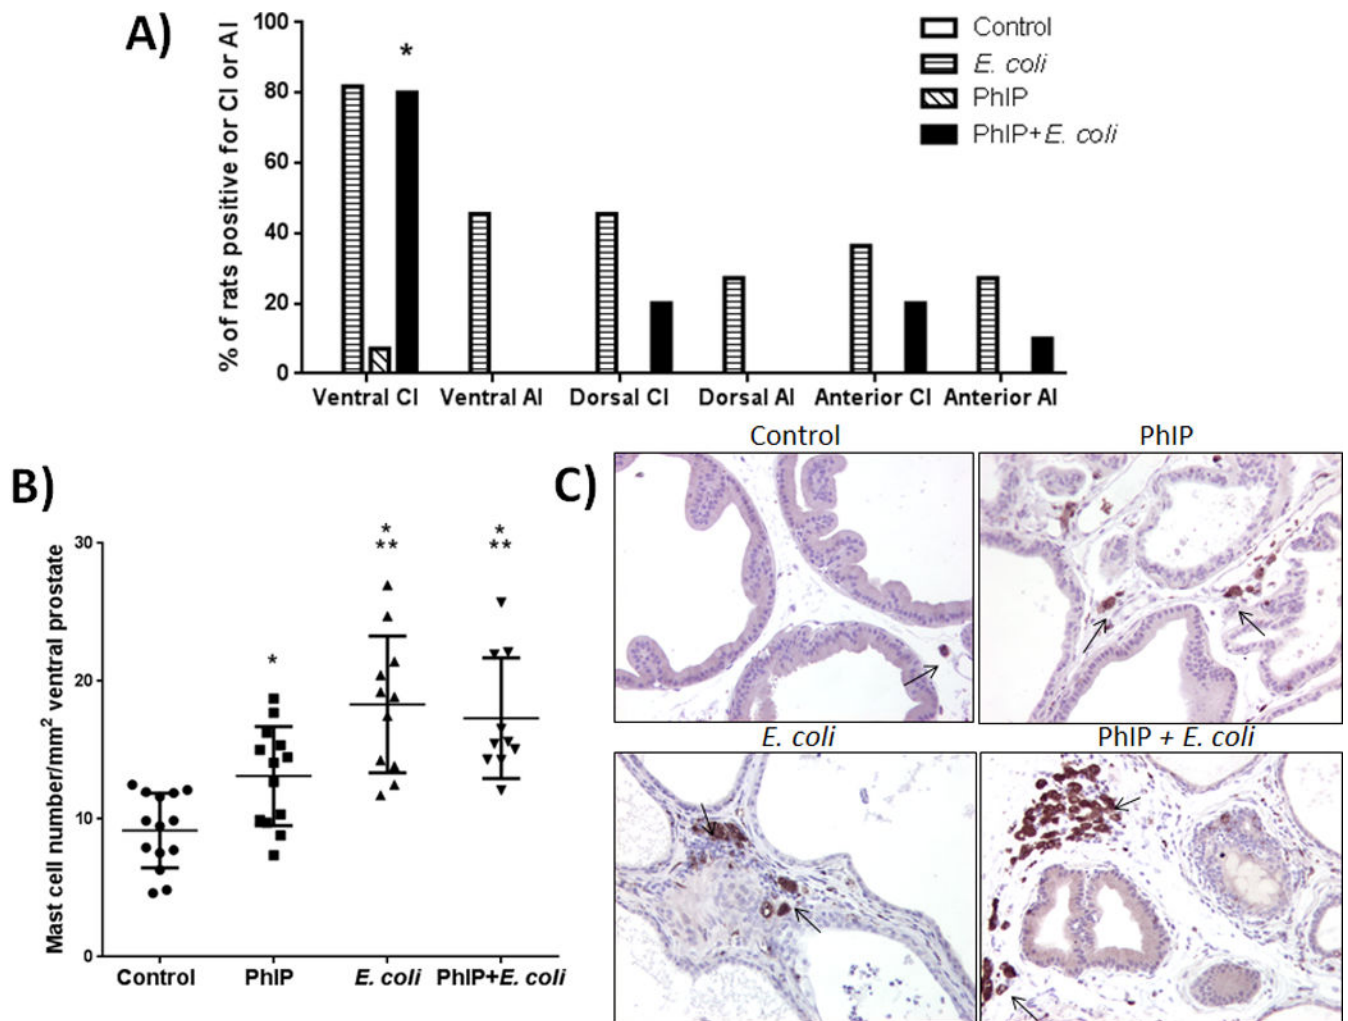 A)
% of rats positive for CI or AI
100
80
60
40
20
0
*
Control
E. coli
PhIP
PhIP+E. coli
Ventral CI Ventral AI Dorsal CI Dorsal AI Anterior CI Anterior AI
B)
Mast cell number/mm² ventral prostate
30
20
10
0
*
*
**
*
**
Control PhIP E. coli PhIP+E. coli
C)
Control PhIP
E. coli PhIP + E. coli